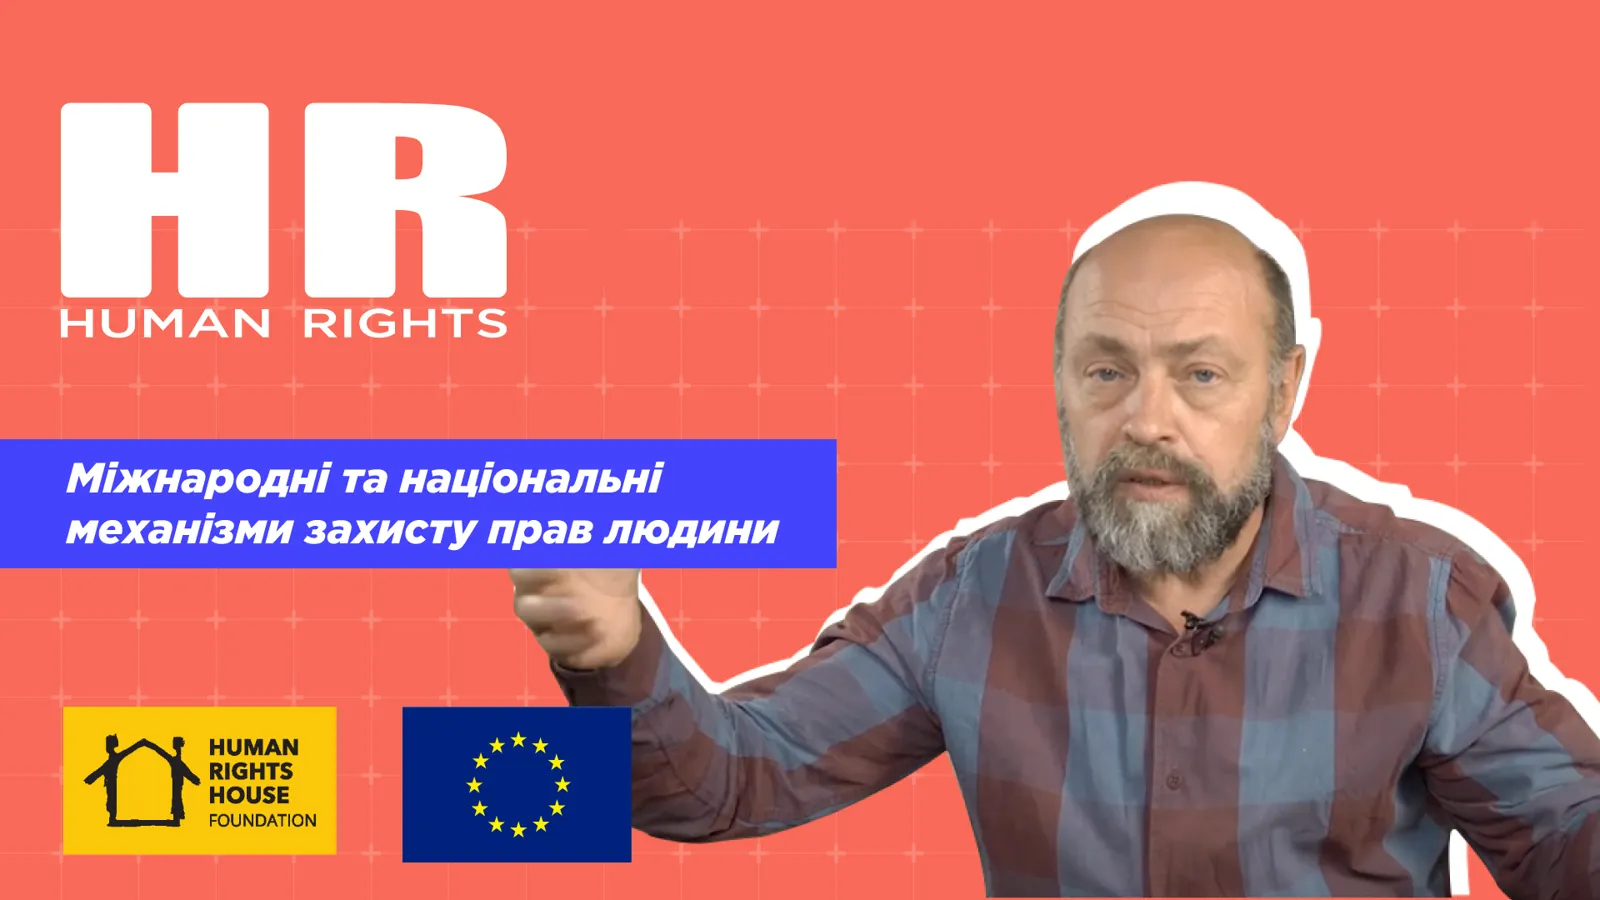 HR
HUMAN RIGHTS
Міжнародні та національні
механізми захисту прав людини
HUMAN
RIGHTS
HOUSE
FOUNDATION